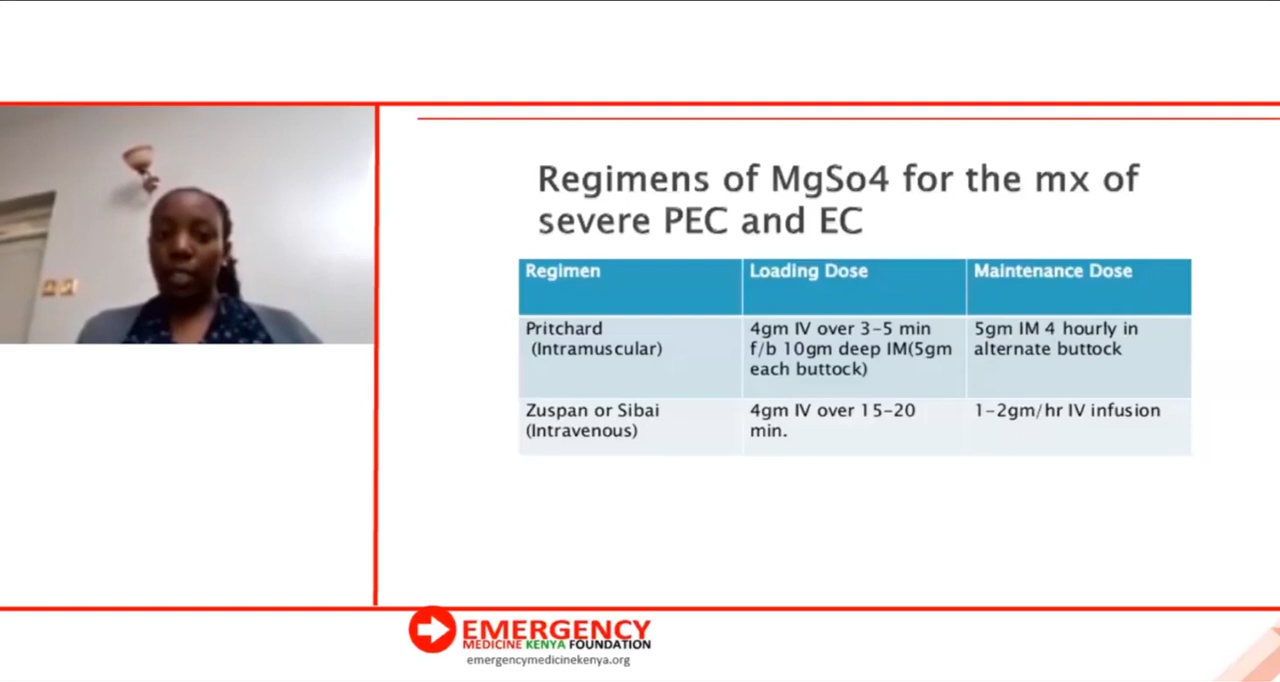 Regimens of MgSo4 for the mx of
severe PEC and EC
Regimen
Loading Dose
Maintenance Dose
Pritchard
(Intramuscular)
4gm IV over 3-5 min
f/b 10gm deep IM(5gm
each buttock)
5gm IM 4 hourly in
alternate buttock
Zuspan or Sibai
(Intravenous)
4gm IV over 15-20
min.
1-2gm/hr IV infusion
EMERGENCY
MEDICINE KENYA FOUNDATION
emergencymedicinekenya.org